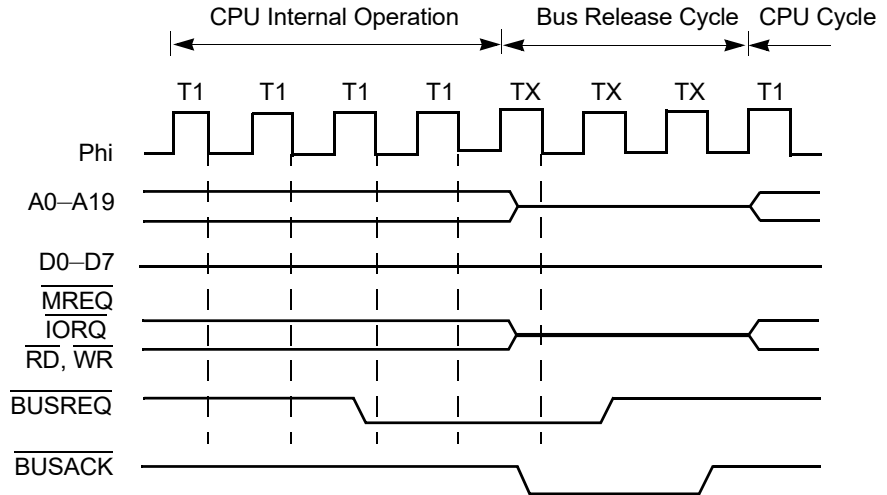 CPU Internal Operation Bus Release Cycle CPU Cycle
T1 T1 T1 T1 TX TX TX T1
Phi
A0–A19
D0–D7
MREQ
IORQ
RD, WR
BUSREQ
BUSACK